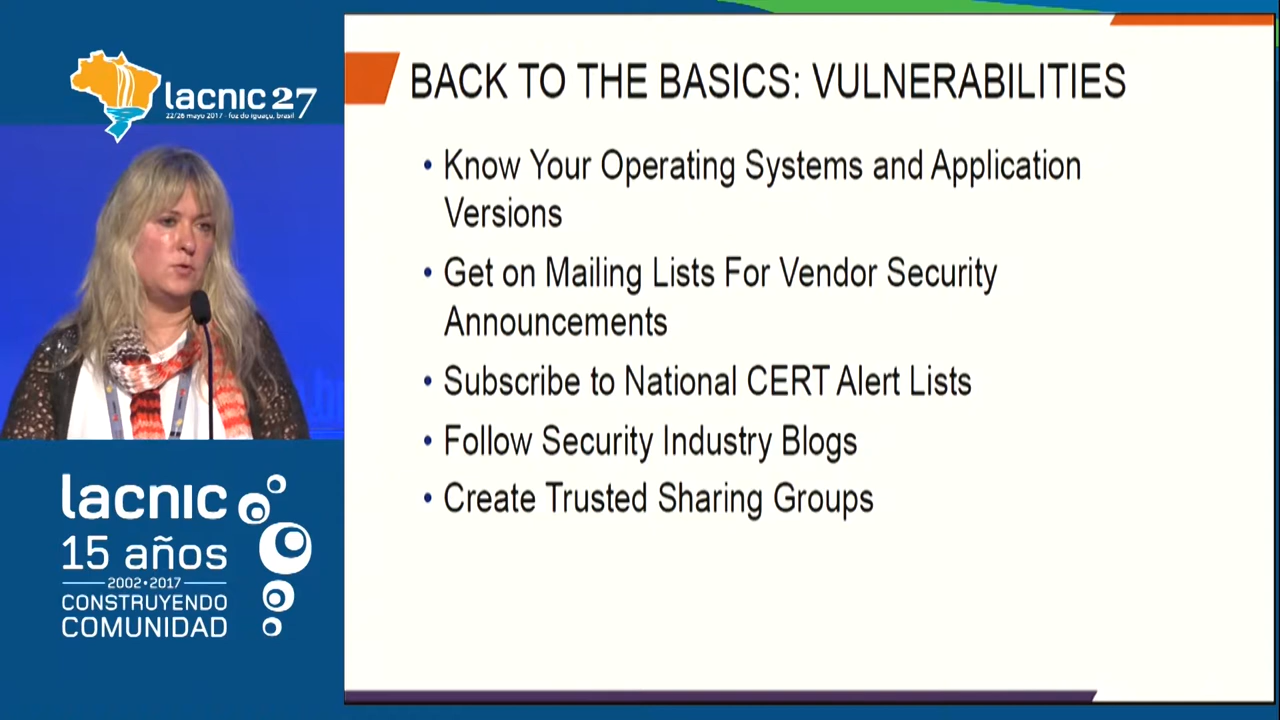 lacnic 27
22/26 mayo 2017 - foz do iguaçu, brasil
BACK TO THE BASICS: VULNERABILITIES
• Know Your Operating Systems and Application
Versions
• Get on Mailing Lists For Vendor Security
Announcements
• Subscribe to National CERT Alert Lists
• Follow Security Industry Blogs
• Create Trusted Sharing Groups
lacnic
15 años
2002•2017
CONSTRUYENDO
COMUNIDAD